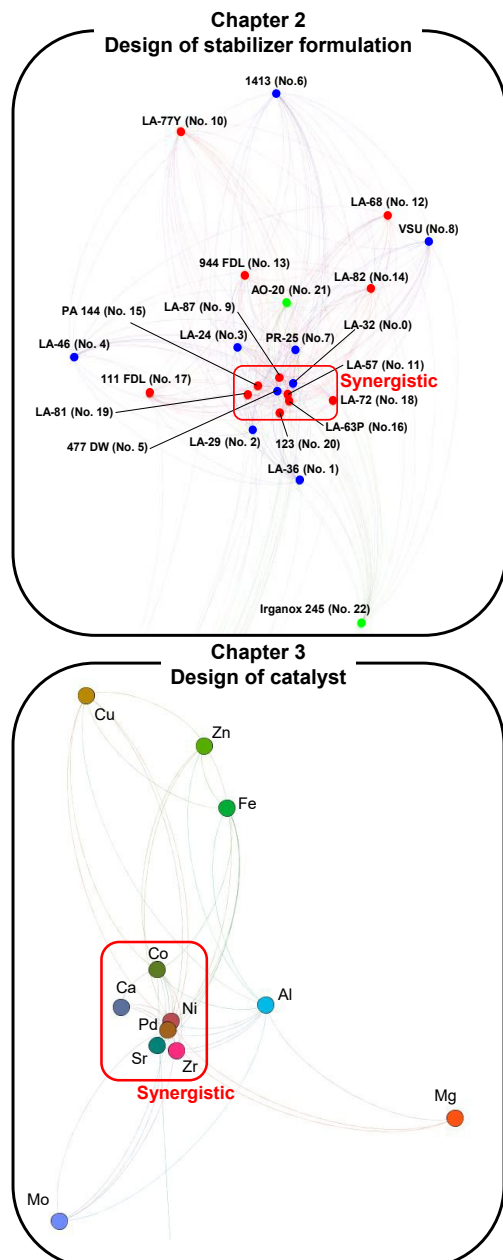 Chapter 2
Design of stabilizer formulation
1413 (No.6)
LA-77Y (No. 10)
LA-68 (No. 12)
VSU (No.8)
944 FDL (No. 13)
LA-82 (No.14)
AO-20 (No. 21)
PA 144 (No. 15)
LA-87 (No. 9)
LA-32 (No.0)
LA-24 (No.3)
PR-25 (No.7)
LA-46 (No. 4)
LA-57 (No. 11)
111 FDL (No. 17)
Synergistic
LA-72 (No. 18)
LA-81 (No. 19)
LA-63P (No.16)
477 DW (No. 5)
LA-29 (No. 2)
123 (No. 20)
LA-36 (No. 1)
Irganox 245 (No. 22)
Chapter 3
Design of catalyst
Cu
Zn
Fe
Co
Ca
Ni
Al
Pd
Sr
Zr
Synergistic
Mg
Mo